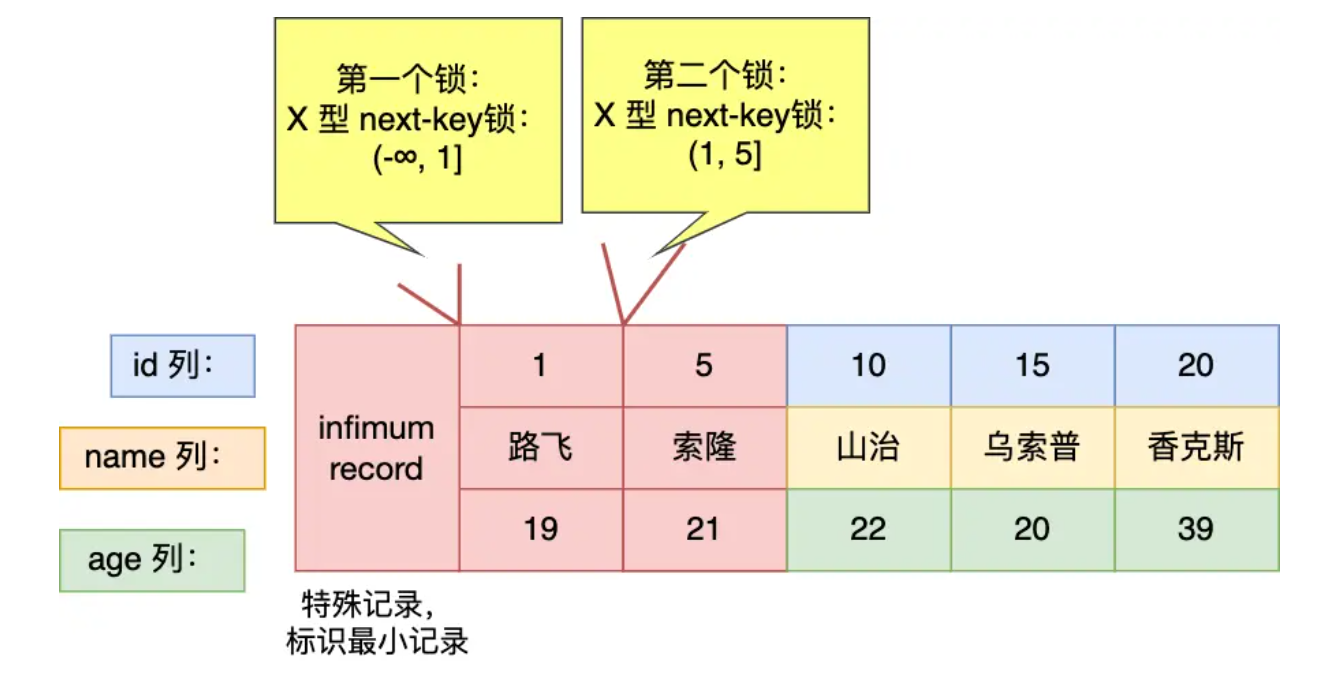 第一个锁：
X 型 next-key锁：
(-∞, 1]
第二个锁：
X 型 next-key锁：
(1, 5]
id 列：
1
5
10
15
20
infimum
record
name 列：
路飞
索隆
山治
乌索普
香克斯
age 列：
19
21
22
20
39
特殊记录，
标识最小记录